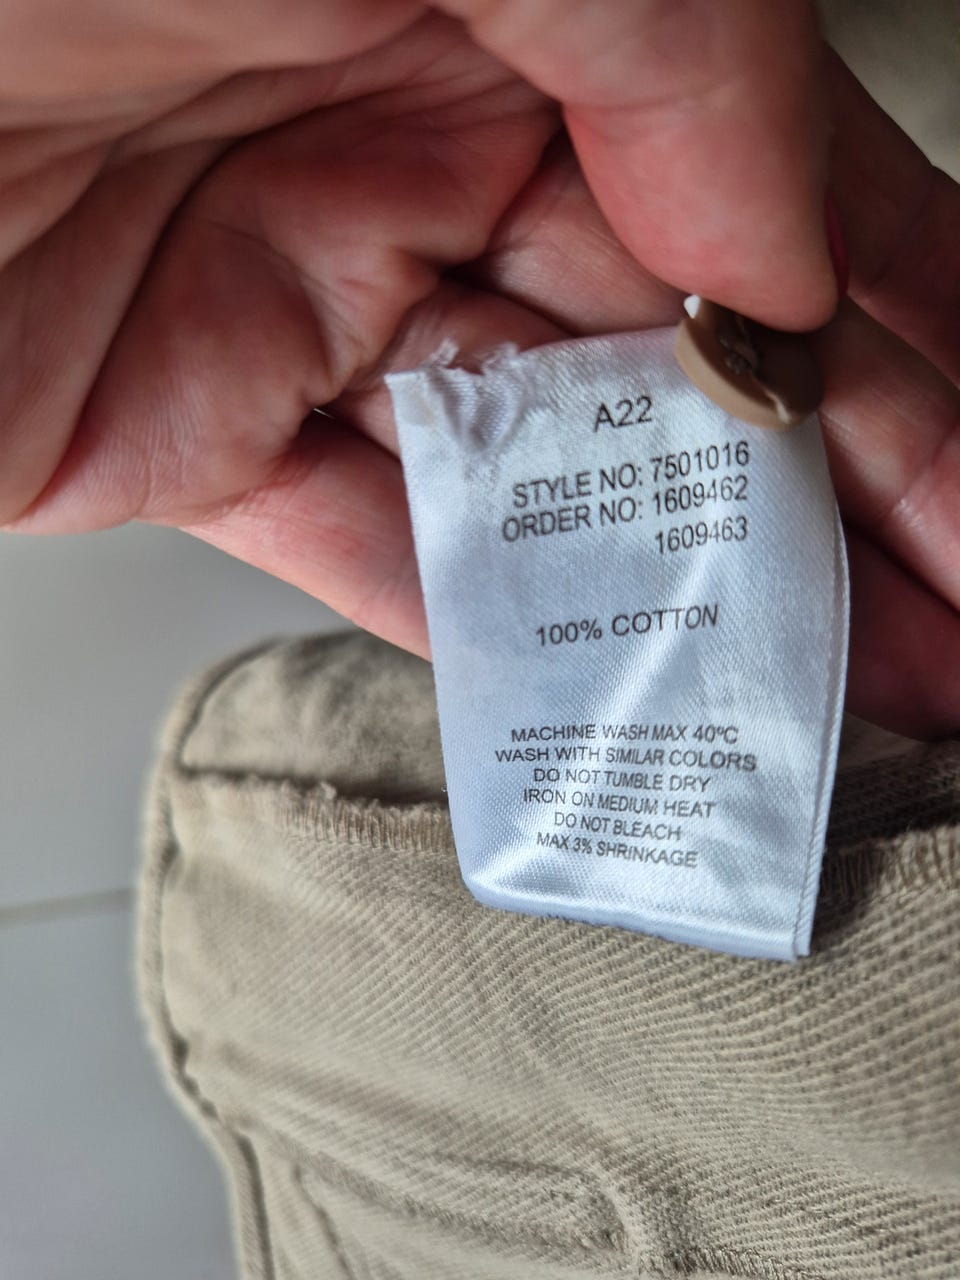 A22
STYLE NO: 7501016
ORDER NO: 1609462
1609463
100% COTTON
MACHINE WASH MAX 40ºC
WASH WITH SIMILAR COLORS
DO NOT TUMBLE DRY
IRON ON MEDIUM HEAT
DO NOT BLEACH
MAX 3% SHRINKAGE